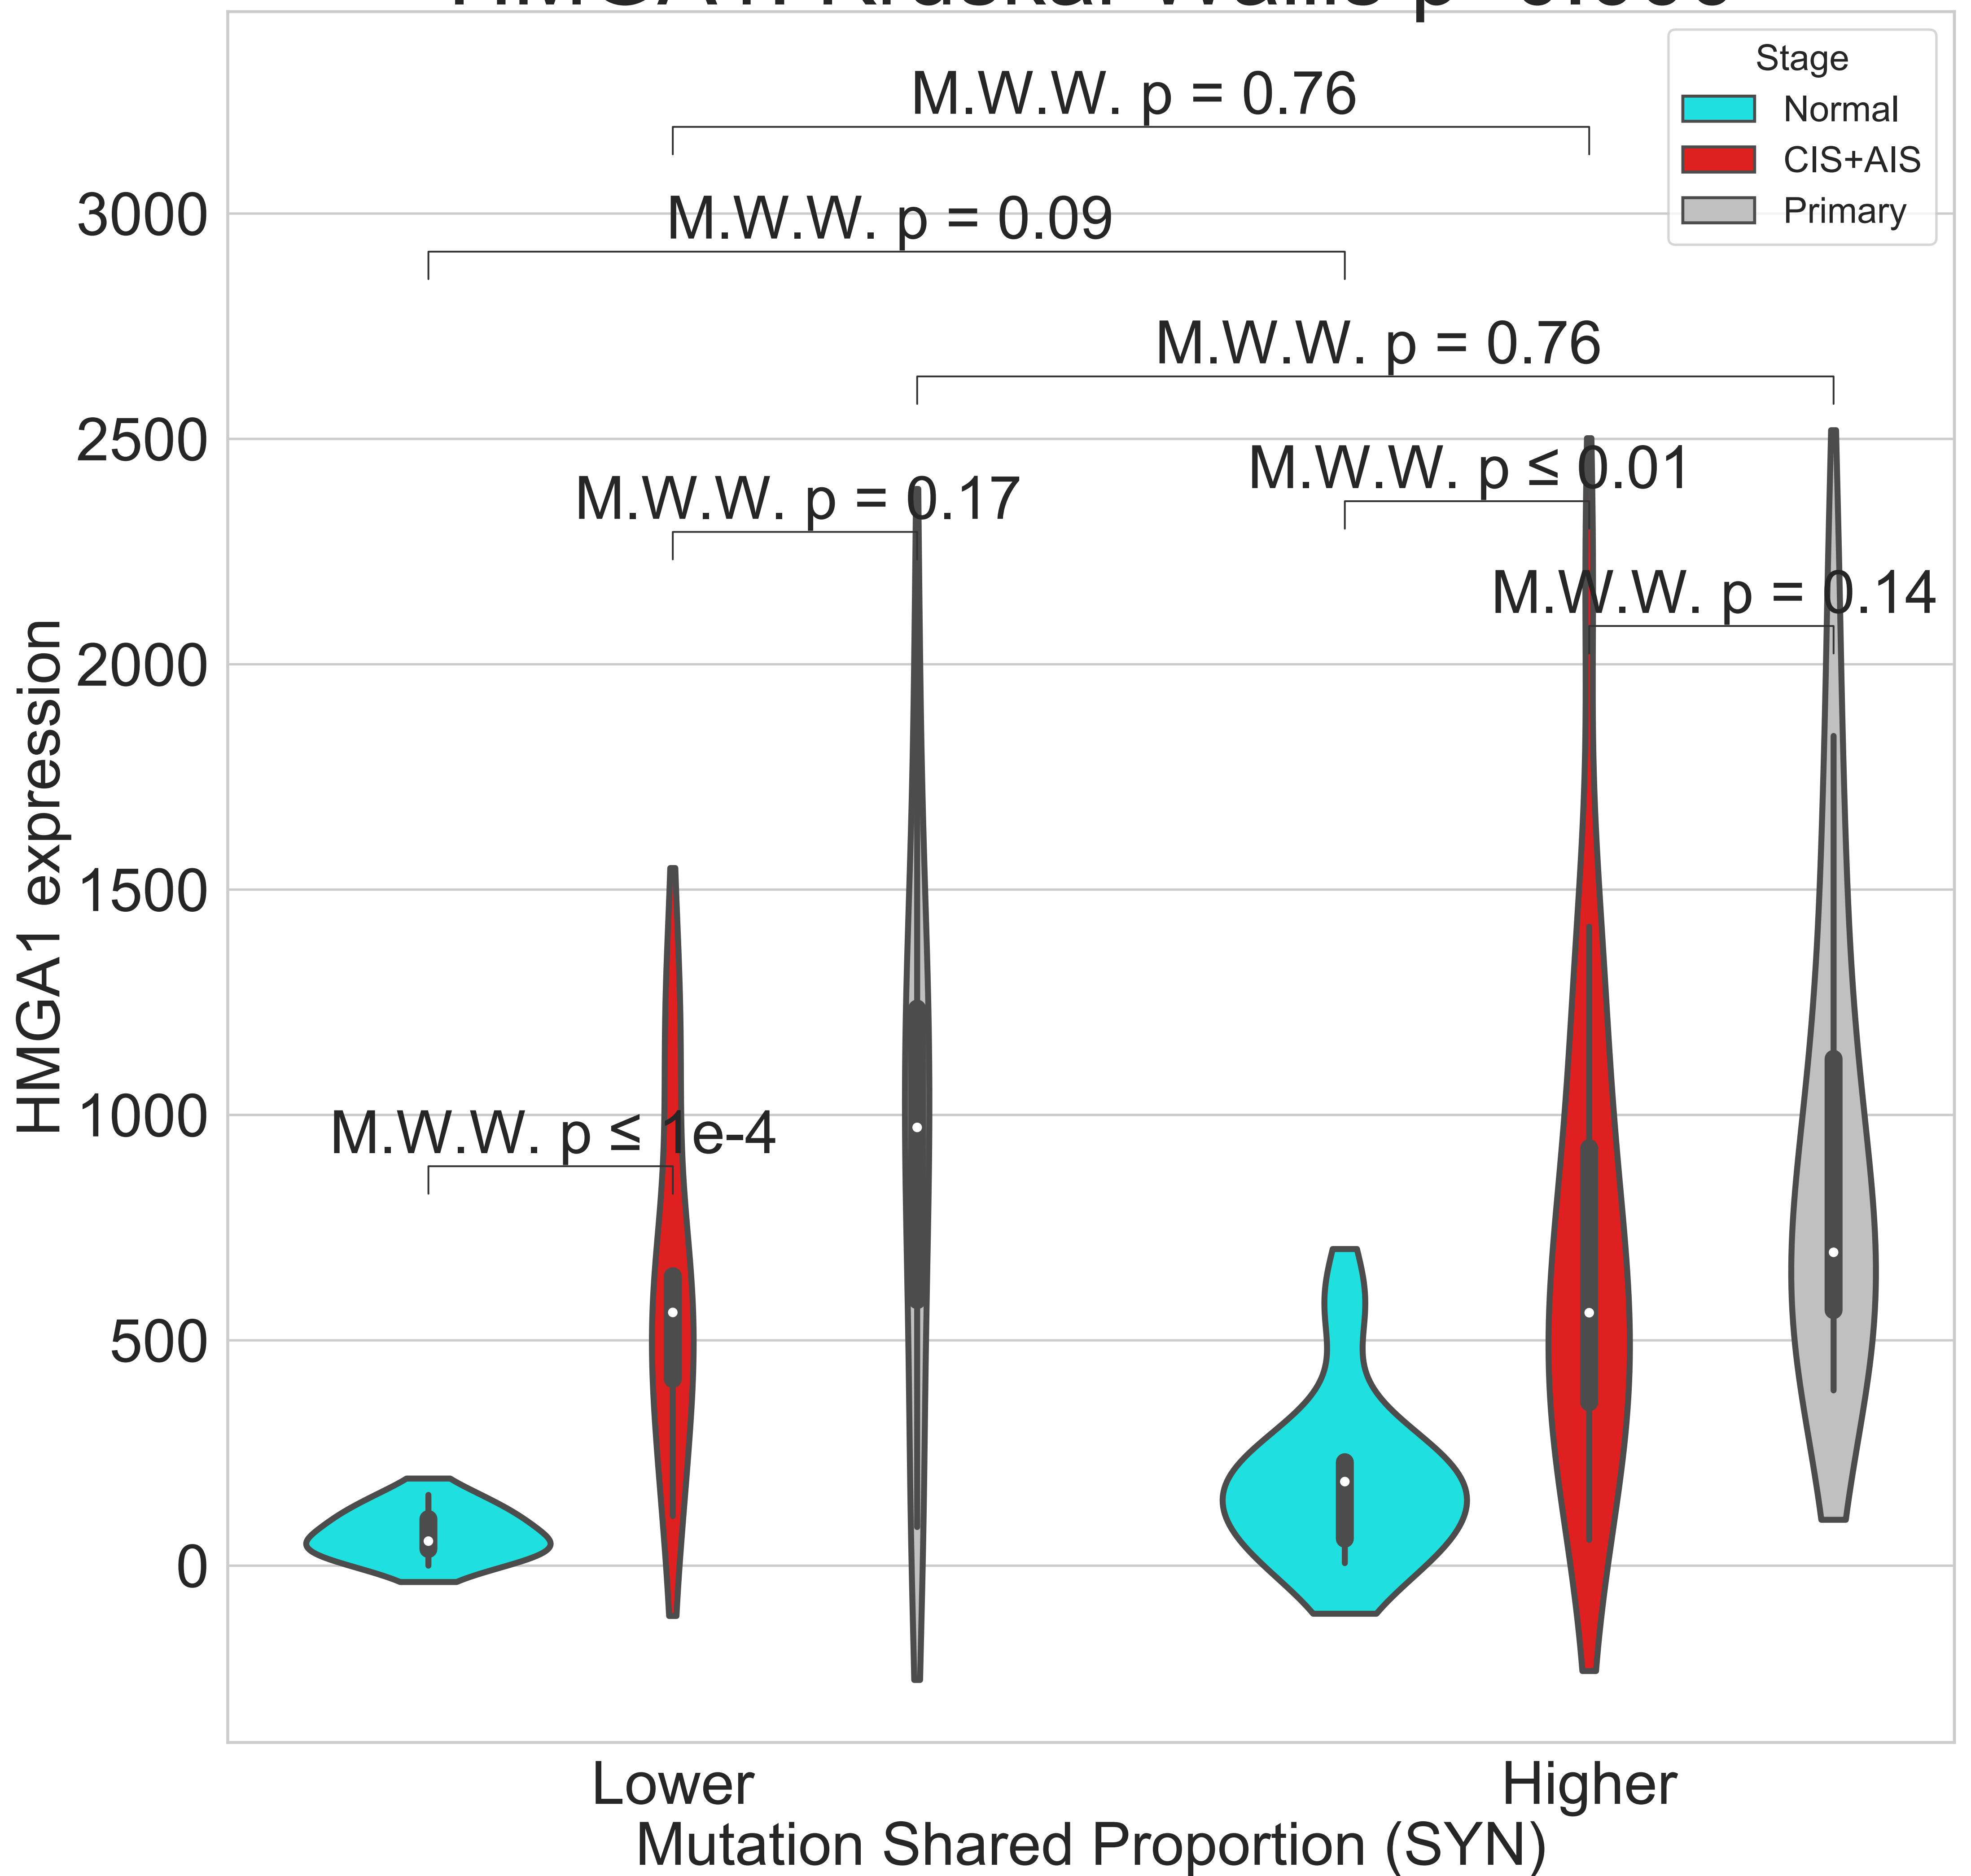 Stage
Normal
CIS+AIS
Primary
M.W.W. p = 0.76
M.W.W. p = 0.09
M.W.W. p = 0.76
M.W.W. p ≤ 0.01
M.W.W. p = 0.17
M.W.W. p = 0.14
M.W.W. p ≤ 1e-4
3000
2500
2000
1500
1000
500
0
HMGA1 expression
Lower
Higher
Mutation Shared Proportion (SYN)